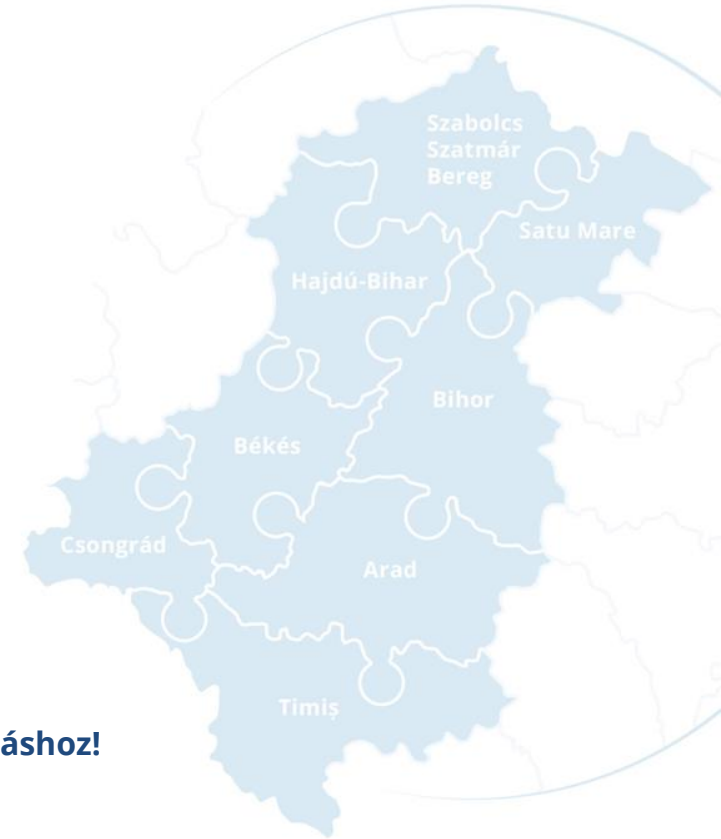 Szabolcs
Szatmár
Bereg
Satu Mare
Hajdú-Bihar
Bihor
Békés
Csongrád
Arad
Timiș
áshoz!